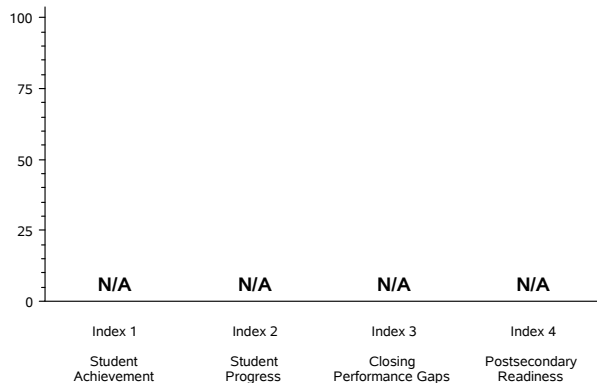 100
75
50
25
0
N/A N/A N/A N/A
Index 1 Index 2 Index 3 Index 4
Student Student Closing Postsecondary
Achievement Progress Performance Gaps Readiness